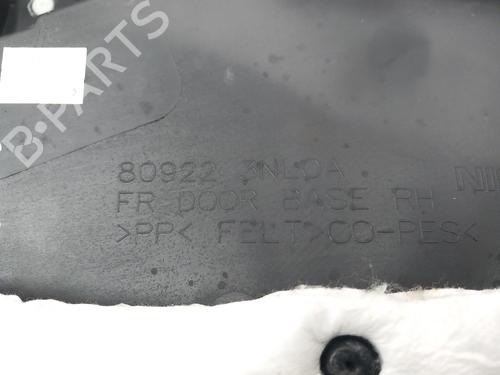 B-PARTS
80922 3NL0A
FR DOOR BASE RH
>PP< FELT>CO-PES<